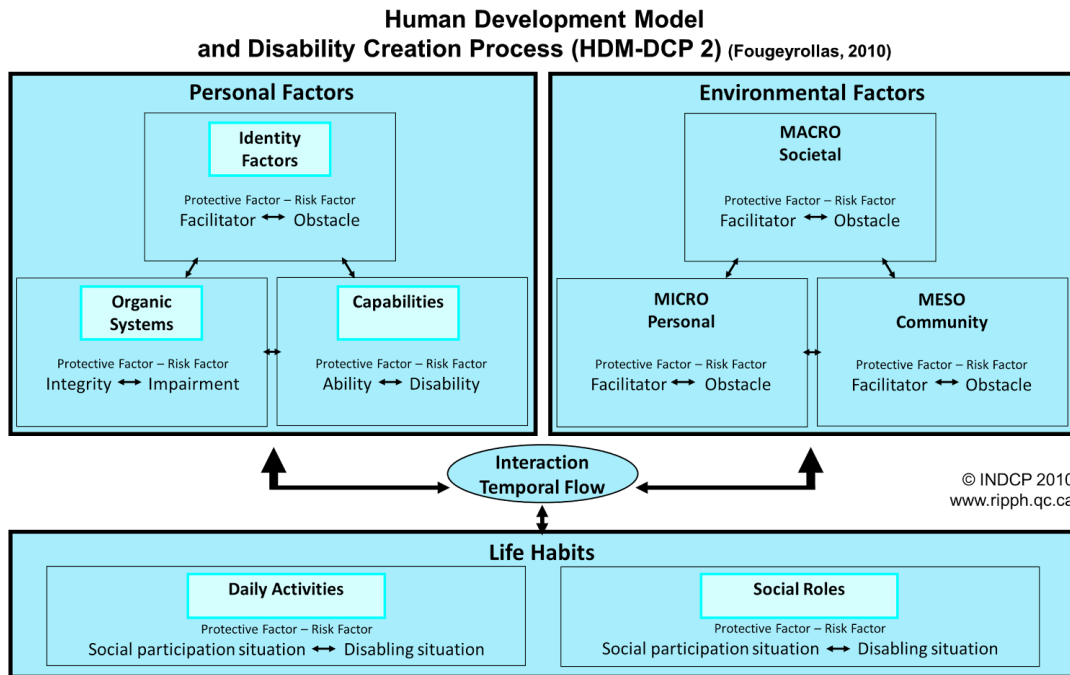 Human Development Model
and Disability Creation Process (HDM-DCP 2) (Fougeyrollas, 2010)
Personal Factors
Identity
Factors
Protective Factor – Risk Factor
Facilitator Obstacle
Organic
Systems
Protective Factor – Risk Factor
Integrity Impairment
Capabilities
Protective Factor – Risk Factor
Ability Disability
Environmental Factors
MACRO
Societal
Protective Factor – Risk Factor
Facilitator Obstacle
MICRO
Personal
Protective Factor – Risk Factor
Facilitator Obstacle
MESO
Community
Protective Factor – Risk Factor
Facilitator Obstacle
Interaction
Temporal Flow
© INDCP 2010
www.ripph.qc.ca
Life Habits
Daily Activities
Protective Factor – Risk Factor
Social participation situation Disabling situation
Social Roles
Protective Factor – Risk Factor
Social participation situation Disabling situation